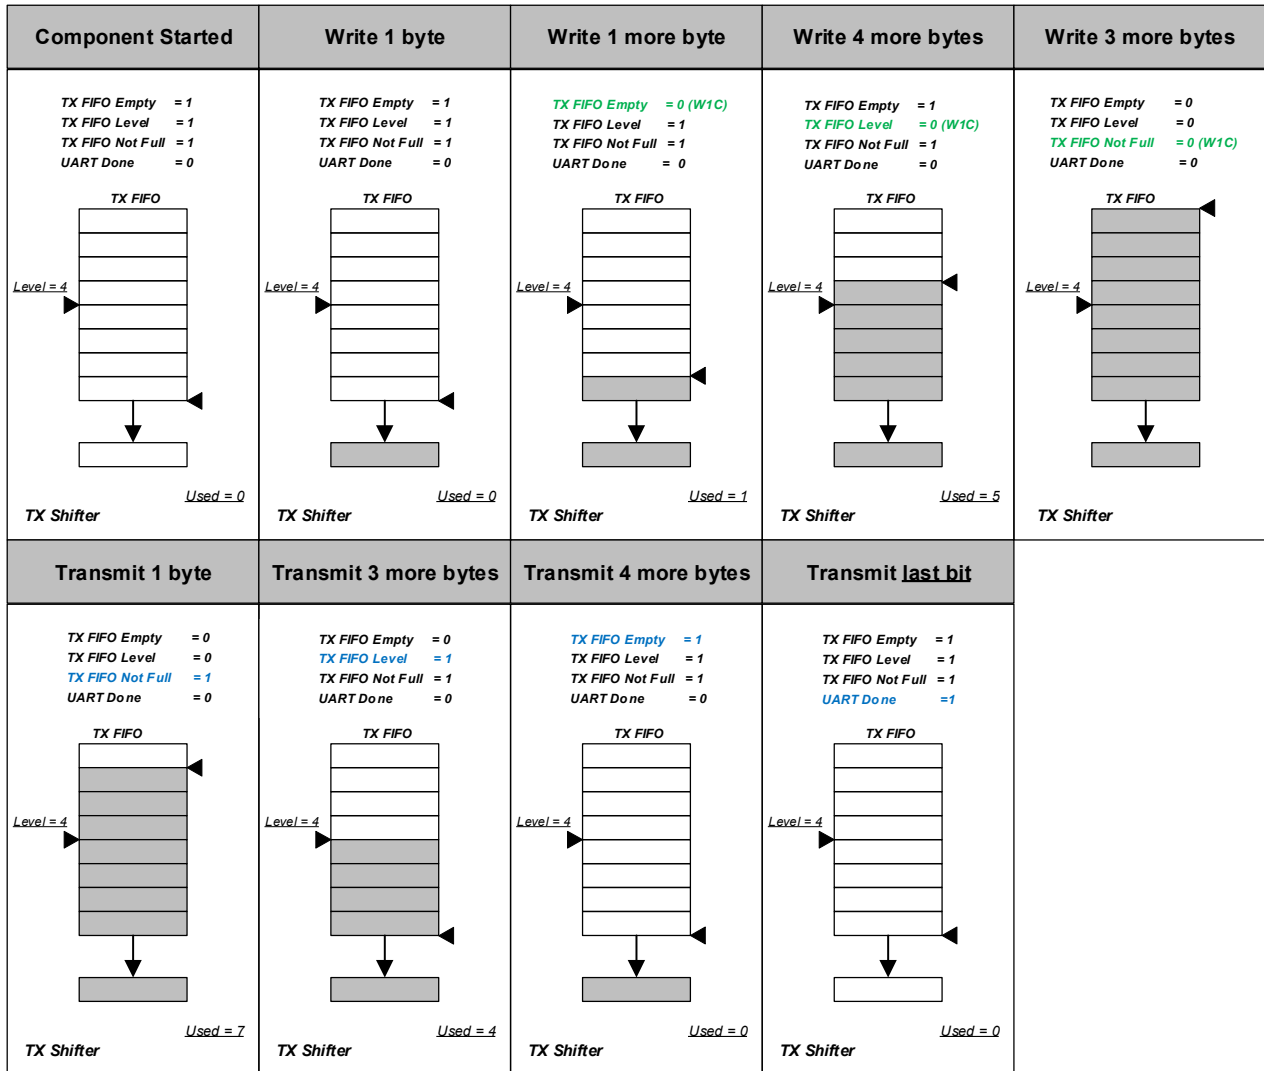 Component Started
TX FIFO Empty = 1
TX FIFO Level = 1
TX FIFO Not Full = 1
UART Done = 0
TX FIFO
Level = 4
Used = 0
TX Shifter
Write 1 byte
TX FIFO Empty = 1
TX FIFO Level = 1
TX FIFO Not Full = 1
UART Done = 0
TX FIFO
Level = 4
Used = 0
TX Shifter
Write 1 more byte
TX FIFO Empty = 0 (W1C)
TX FIFO Level = 1
TX FIFO Not Full = 1
UART Done = 0
TX FIFO
Level = 4
Used = 1
TX Shifter
Write 4 more bytes
TX FIFO Empty = 1
TX FIFO Level = 0 (W1C)
TX FIFO Not Full = 1
UART Done = 0
TX FIFO
Level = 4
Used = 5
TX Shifter
Write 3 more bytes
TX FIFO Empty = 0
TX FIFO Level = 0
TX FIFO Not Full = 0 (W1C)
UART Done = 0
TX FIFO
Level = 4
TX Shifter
Transmit 1 byte
TX FIFO Empty = 0
TX FIFO Level = 0
TX FIFO Not Full = 1
UART Done = 0
TX FIFO
Level = 4
Used = 7
TX Shifter
Transmit 3 more bytes
TX FIFO Empty = 0
TX FIFO Level = 1
TX FIFO Not Full = 1
UART Done = 0
TX FIFO
Level = 4
Used = 4
TX Shifter
Transmit 4 more bytes
TX FIFO Empty = 1
TX FIFO Level = 1
TX FIFO Not Full = 1
UART Done = 0
TX FIFO
Level = 4
Used = 0
TX Shifter
Transmit last bit
TX FIFO Empty = 1
TX FIFO Level = 1
TX FIFO Not Full = 1
UART Done =1
TX FIFO
Level = 4
Used = 0
TX Shifter